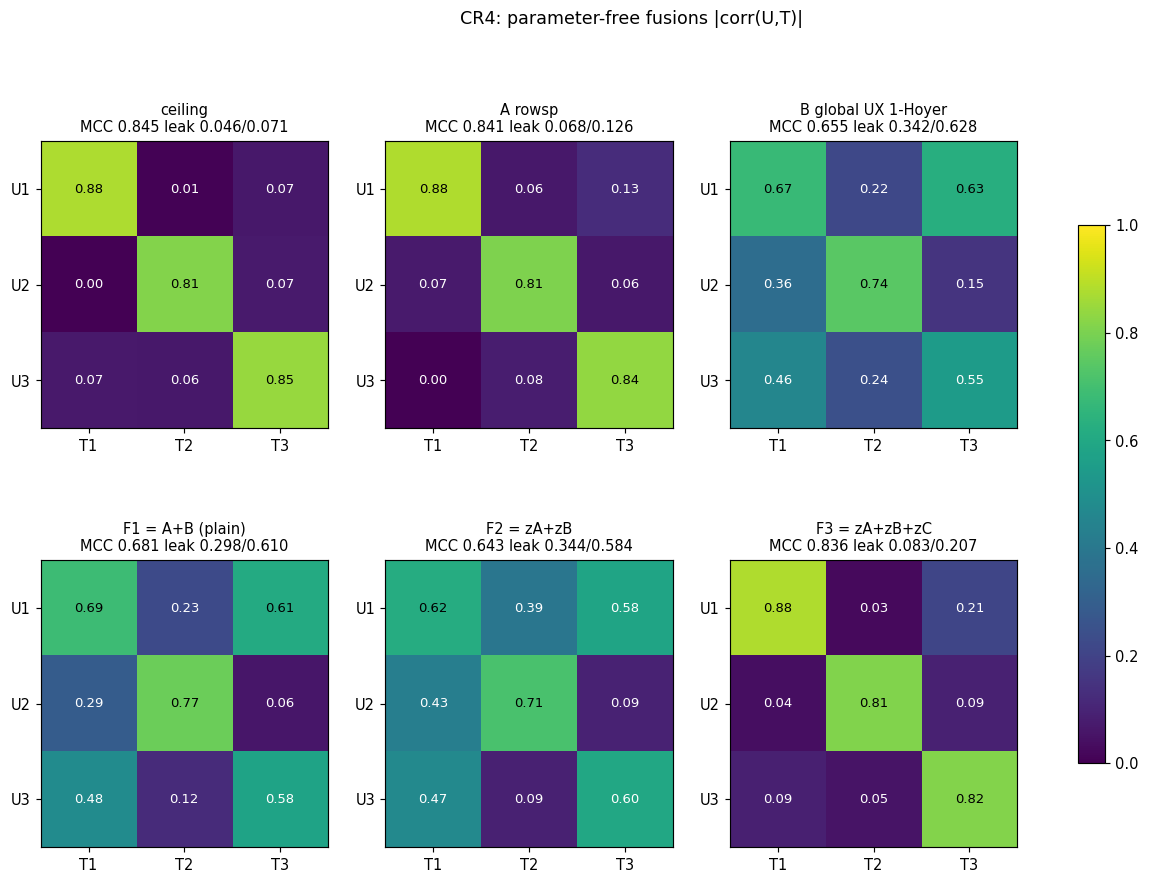 CR4: parameter-free fusions |corr(U,T)|
ceiling
MCC 0.845 leak 0.046/0.071
U1 0.88 0.01 0.07
U2 0.00 0.81 0.07
U3 0.07 0.06 0.85
T1 T2 T3
A rowsp
MCC 0.841 leak 0.068/0.126
U1 0.88 0.06 0.13
U2 0.07 0.81 0.06
U3 0.00 0.08 0.84
T1 T2 T3
B global UX 1-Hoyer
MCC 0.655 leak 0.342/0.628
U1 0.67 0.22 0.63
U2 0.36 0.74 0.15
U3 0.46 0.24 0.55
T1 T2 T3
F1 = A+B (plain)
MCC 0.681 leak 0.298/0.610
U1 0.69 0.23 0.61
U2 0.29 0.77 0.06
U3 0.48 0.12 0.58
T1 T2 T3
F2 = zA+zB
MCC 0.643 leak 0.344/0.584
U1 0.62 0.39 0.58
U2 0.43 0.71 0.09
U3 0.47 0.09 0.60
T1 T2 T3
F3 = zA+zB+zC
MCC 0.836 leak 0.083/0.207
U1 0.88 0.03 0.21
U2 0.04 0.81 0.09
U3 0.09 0.05 0.82
T1 T2 T3
1.0
0.8
0.6
0.4
0.2
0.0